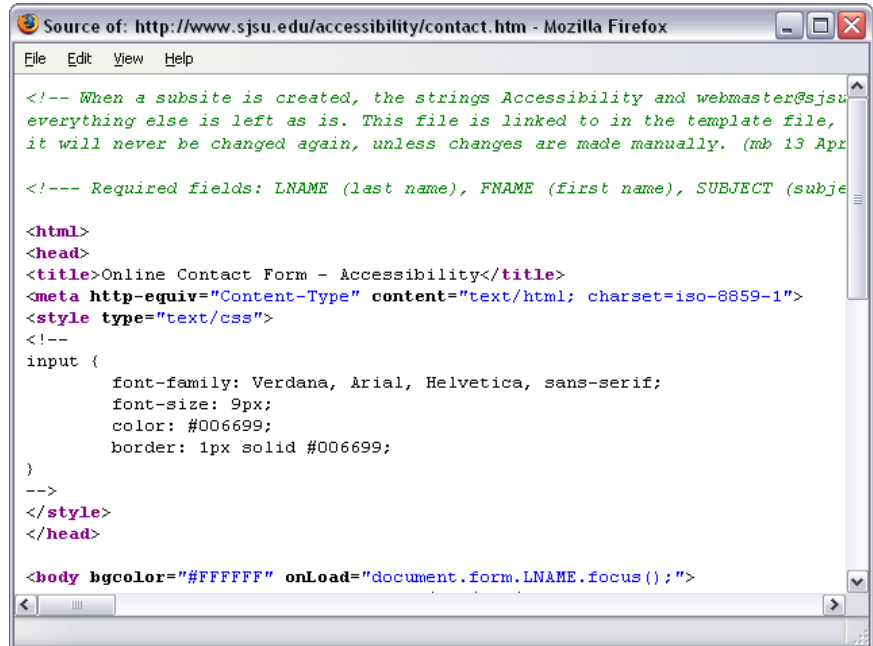 Source of: http://www.sjsu.edu/accessibility/contact.htm - Mozilla Firefox
File Edit View Help
<!-- When a subsite is created, the strings Accessibility and webmaster@sjsu
everything else is left as is. This file is linked to in the template file,
it will never be changed again, unless changes are made manually. (mb 13 Apr
<!--- Required fields: LNAME (last name), FNAME (first name), SUBJECT (subje
<html>
<head>
<title>Online Contact Form - Accessibility</title>
<meta http-equiv="Content-Type" content="text/html; charset=iso-8859-1">
<style type="text/css">
<!--
input {
font-family: Verdana, Arial, Helvetica, sans-serif;
font-size: 9px;
color: #006699;
border: 1px solid #006699;
}
-->
</style>
</head>
<body bgcolor="#FFFFFF" onLoad="document.form.LNAME.focus();">